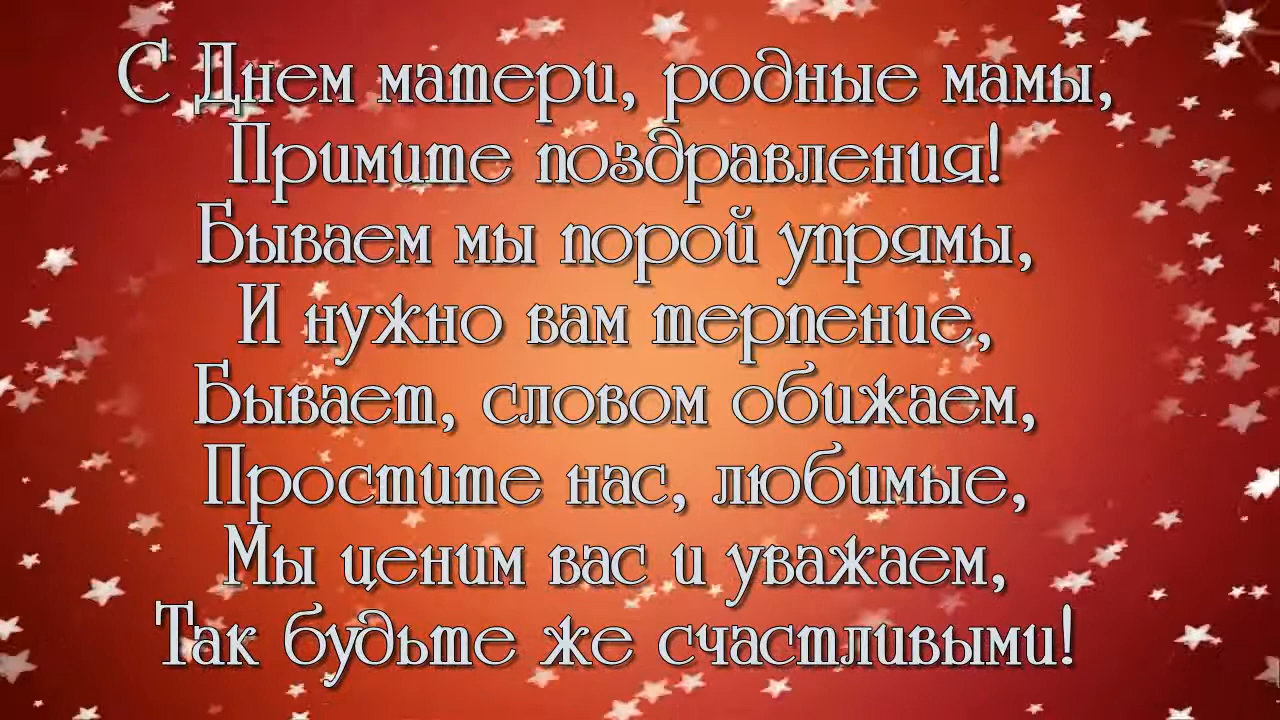 С Днем матери, родные мамы,
Примите поздравления!
Бываем мы порой упрямы,
И нужно вам терпение,
Бывает, словом обижаем,
Простите нас, любимые,
Мы ценим вас и уважаем,
Так будьте же счастливыми!